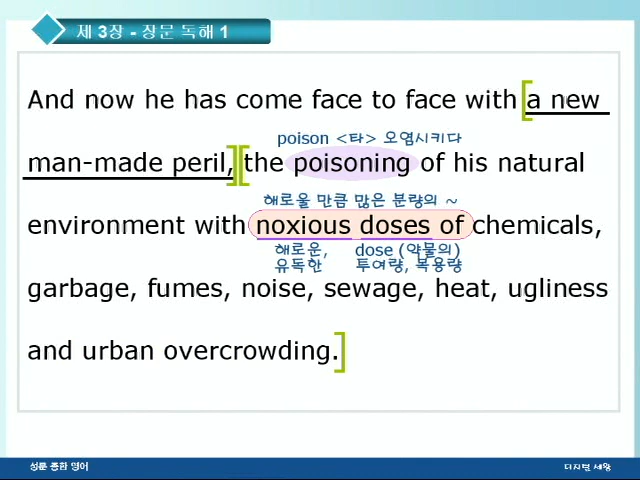 제 3장 - 장문 독해 1
And now he has come face to face with [a new
poison <타> 오염시키다
man-made peril,][the poisoning of his natural
해로울 만큼 많은 분량의 ~
environment with noxious doses of chemicals,
해로운, dose (약물의)
유독한 투여량, 복용량
garbage, fumes, noise, sewage, heat, ugliness
and urban overcrowding.]
성문 종합 영어
디지털 세왕